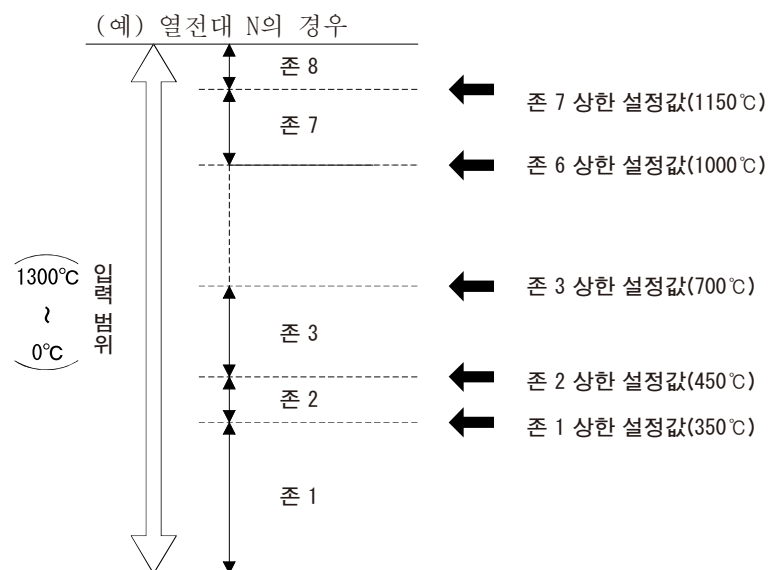 (예) 열전대 N의 경우
존 8
존 7 상한 설정값(1150℃)
존 7
존 6 상한 설정값(1000℃)
1300℃
~
0℃
입력 범위
존 3 상한 설정값(700℃)
존 3
존 2 상한 설정값(450℃)
존 2
존 1 상한 설정값(350℃)
존 1